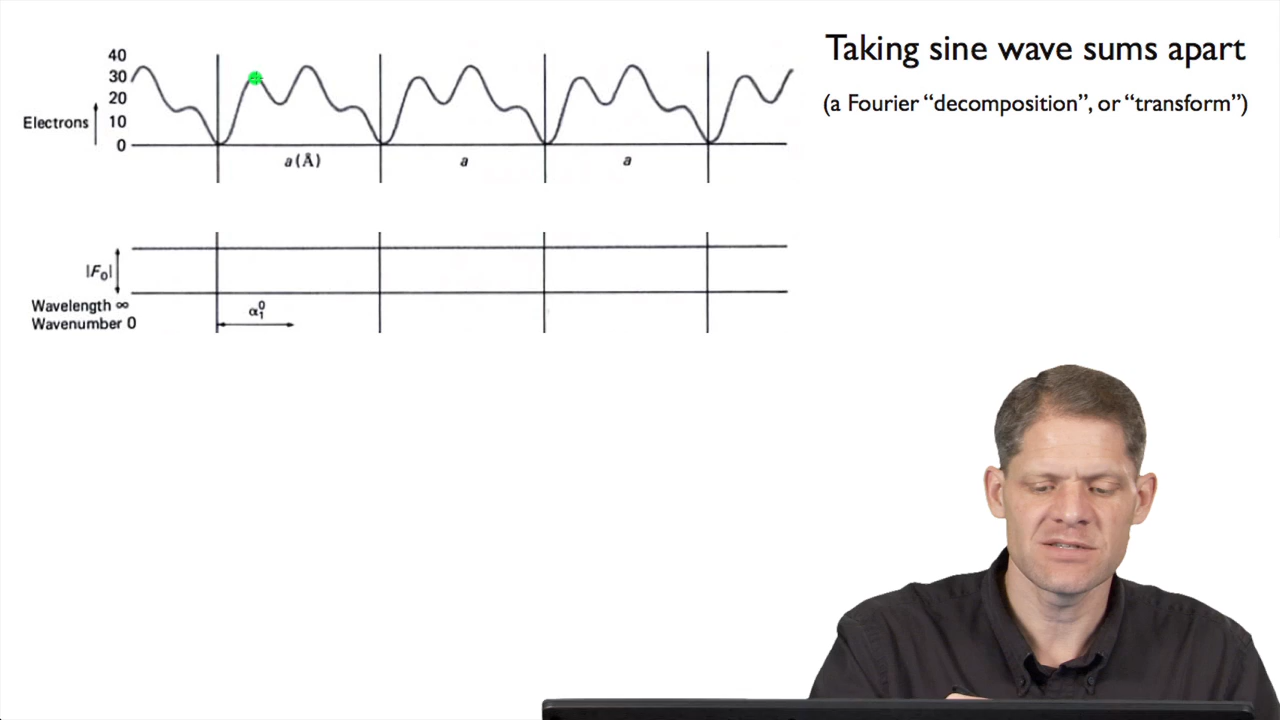 Taking sine wave sums apart
(a Fourier “decomposition”, or “transform”)
40
30
20
Electrons
10
0
a (Å)
a
a
|F₀|
Wavelength ∞
Wavenumber 0
α₁⁰